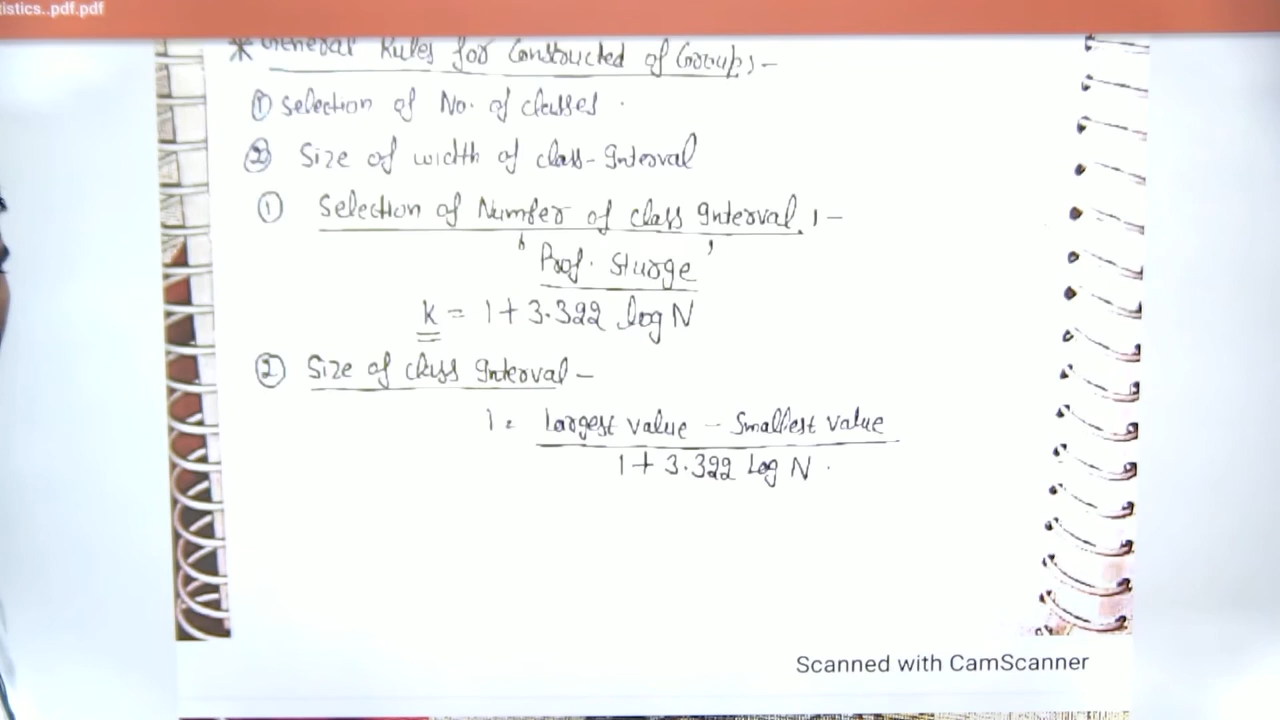 tistics..pdf.pdf
* General Rules for Constructed of Groups :-
① Selection of No. of classes .
② Size of width of class-Interval
① Selection of Number of class Interval :-
" Prof. Sturge "
k = 1 + 3.322 log N
② Size of class Interval -
i = Largest value - Smallest value
1 + 3.322 Log N .
Scanned with CamScanner